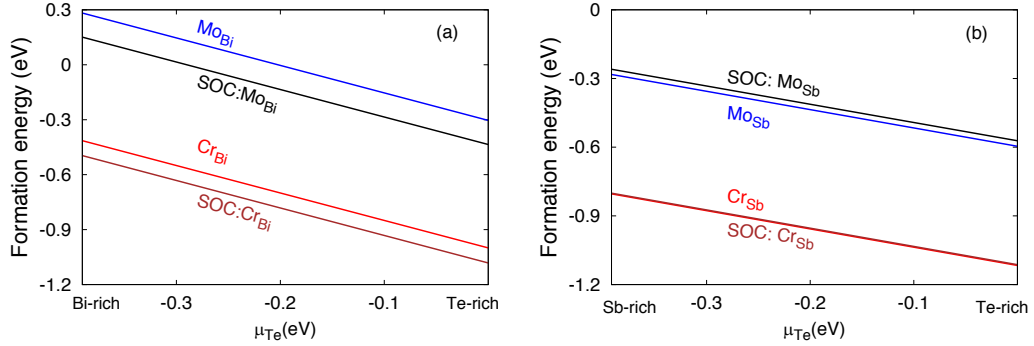 0.3
0
-0.3
-0.6
-0.9
-1.2
Formation energy (eV)
(a)
Mo_Bi
SOC:Mo_Bi
Cr_Bi
SOC:Cr_Bi
Bi-rich
-0.3
-0.2
-0.1
Te-rich
μ_Te(eV)
0
-0.3
-0.6
-0.9
-1.2
Formation energy (eV)
(b)
SOC: Mo_Sb
Mo_Sb
Cr_Sb
SOC: Cr_Sb
Sb-rich
-0.3
-0.2
-0.1
Te-rich
μ_Te(eV)